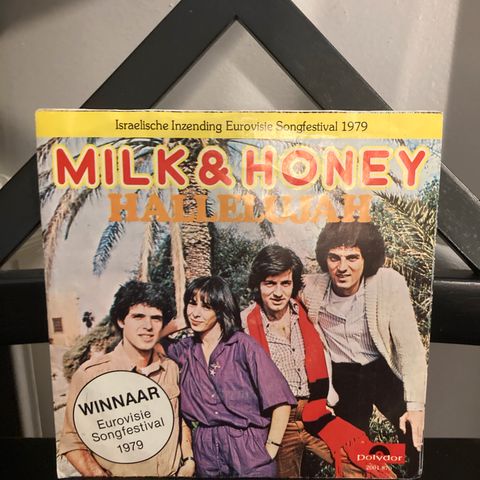 Israelische Inzending Eurovisie Songfestival 1979
MILK & HONEY
HALLELUJAH
WINNAAR
Eurovisie
Songfestival
1979
polydor